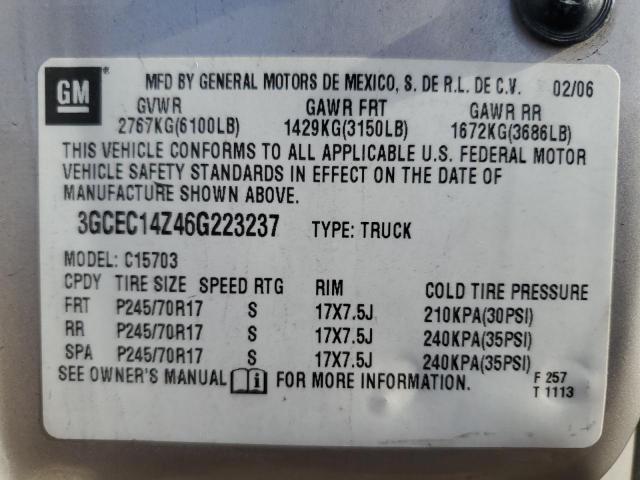 GM ® MFD BY GENERAL MOTORS DE MEXICO, S. DE R.L. DE C.V. 02/06
GVWR GAWR FRT GAWR RR
2767KG(6100LB) 1429KG(3150LB) 1672KG(3686LB)
THIS VEHICLE CONFORMS TO ALL APPLICABLE U.S. FEDERAL MOTOR
VEHICLE SAFETY STANDARDS IN EFFECT ON THE DATE OF
MANUFACTURE SHOWN ABOVE.
3GCEC14Z46G223237 TYPE: TRUCK
MODEL: C15703
CPDY TIRE SIZE SPEED RTG RIM COLD TIRE PRESSURE
FRT P245/70R17 S 17X7.5J 210KPA(30PSI)
RR P245/70R17 S 17X7.5J 240KPA(35PSI)
SPA P245/70R17 S 17X7.5J 240KPA(35PSI)
SEE OWNER'S MANUAL i FOR MORE INFORMATION. F 257
T 1113